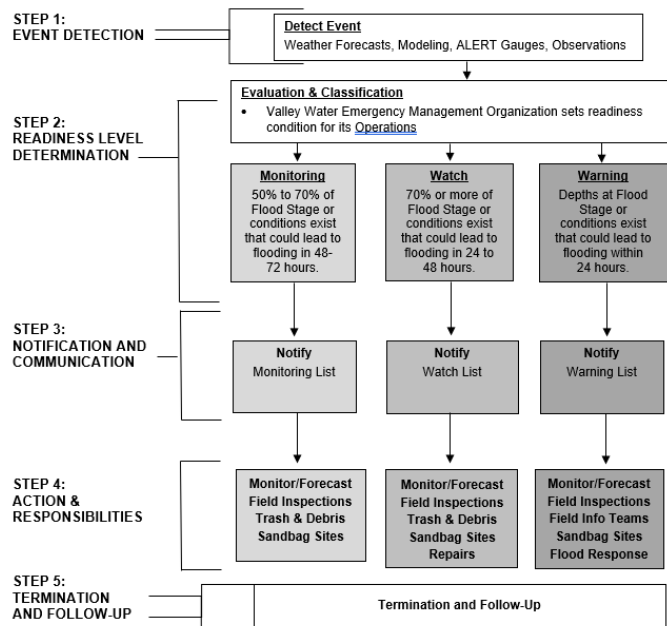 STEP 1:
EVENT DETECTION
Detect Event
Weather Forecasts, Modeling, ALERT Gauges, Observations
STEP 2:
READINESS LEVEL
DETERMINATION
Evaluation & Classification
• Valley Water Emergency Management Organization sets readiness
condition for its Operations
Monitoring
50% to 70% of
Flood Stage or
conditions exist
that could lead to
flooding in 48-
72 hours.
Watch
70% or more of
Flood Stage or
conditions exist
that could lead to
flooding in 24 to
48 hours.
Warning
Depths at Flood
Stage or
conditions exist
that could lead to
flooding within
24 hours.
STEP 3:
NOTIFICATION AND
COMMUNICATION
Notify
Monitoring List
Notify
Watch List
Notify
Warning List
STEP 4:
ACTION &
RESPONSIBILITIES
Monitor/Forecast
Field Inspections
Trash & Debris
Sandbag Sites
Monitor/Forecast
Field Inspections
Trash & Debris
Sandbag Sites
Repairs
Monitor/Forecast
Field Inspections
Field Info Teams
Sandbag Sites
Flood Response
STEP 5:
TERMINATION
AND FOLLOW-UP
Termination and Follow-Up